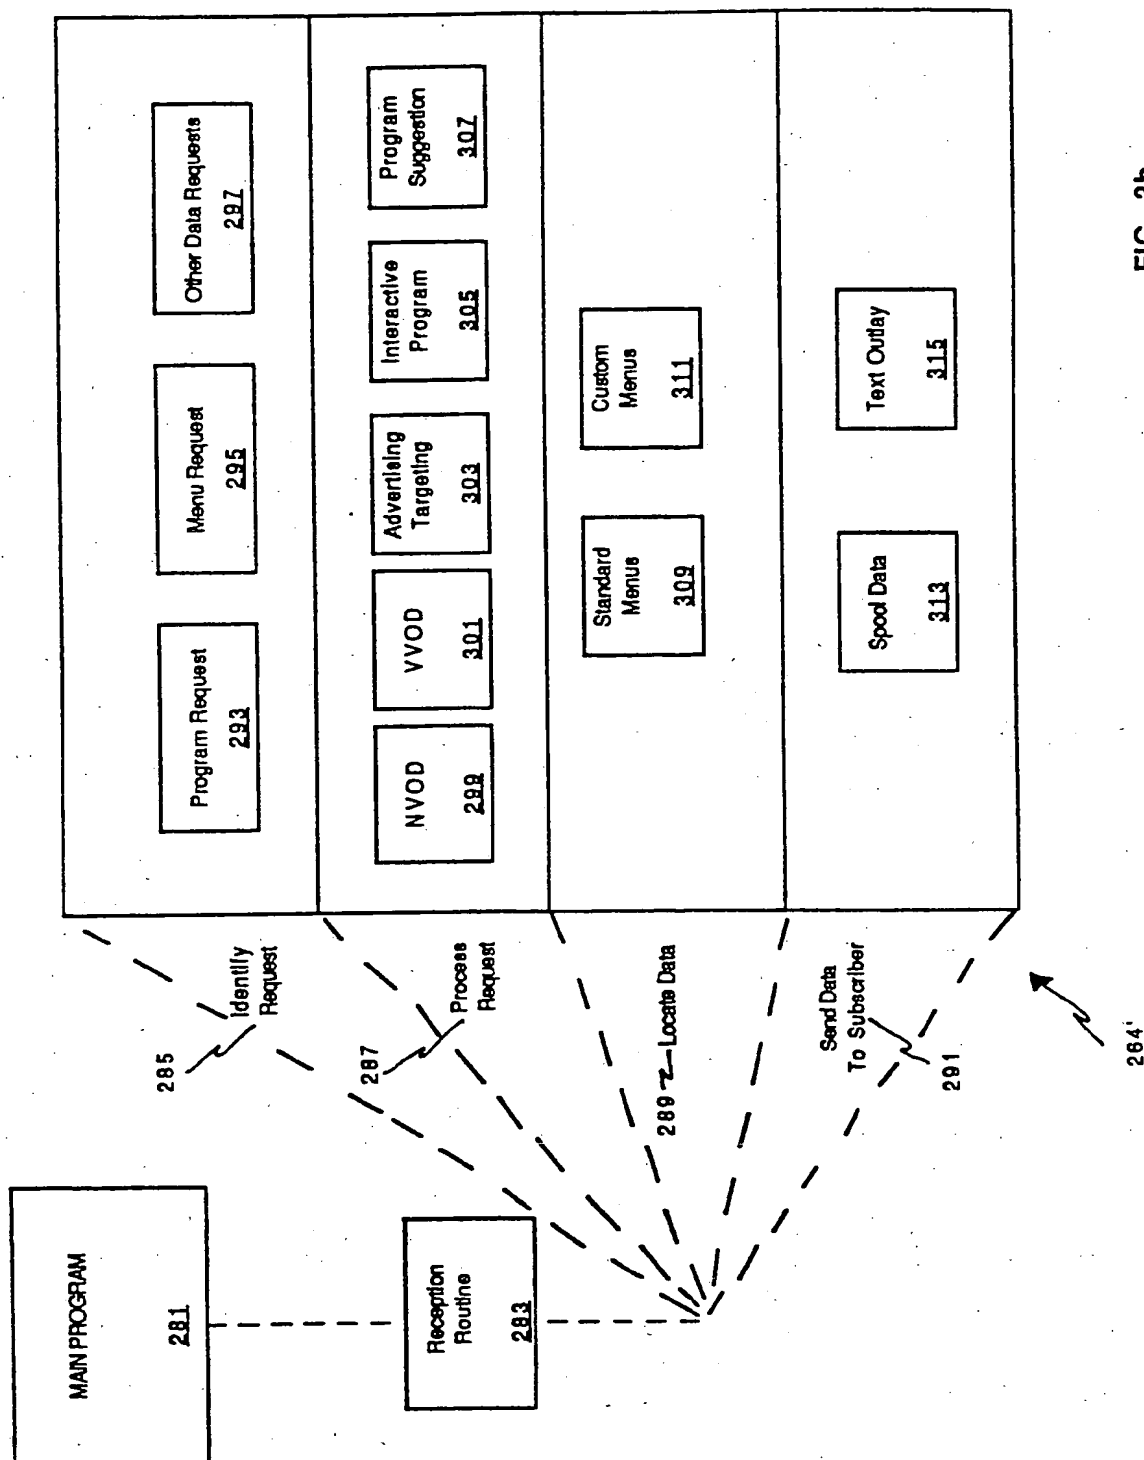 MAIN PROGRAM
281
Reception
Routine
283
285
Identify
Request
287
Process
Request
289
Locate Data
Send Data
To Subscriber
291
284'
Program Request
293
Menu Request
295
Other Data Requests
297
NVOD
299
VVOD
301
Advertising
Targeting
303
Interactive
Program
305
Program
Suggestion
307
Standard
Menus
309
Custom
Menus
311
Spool Data
313
Text Outlay
315